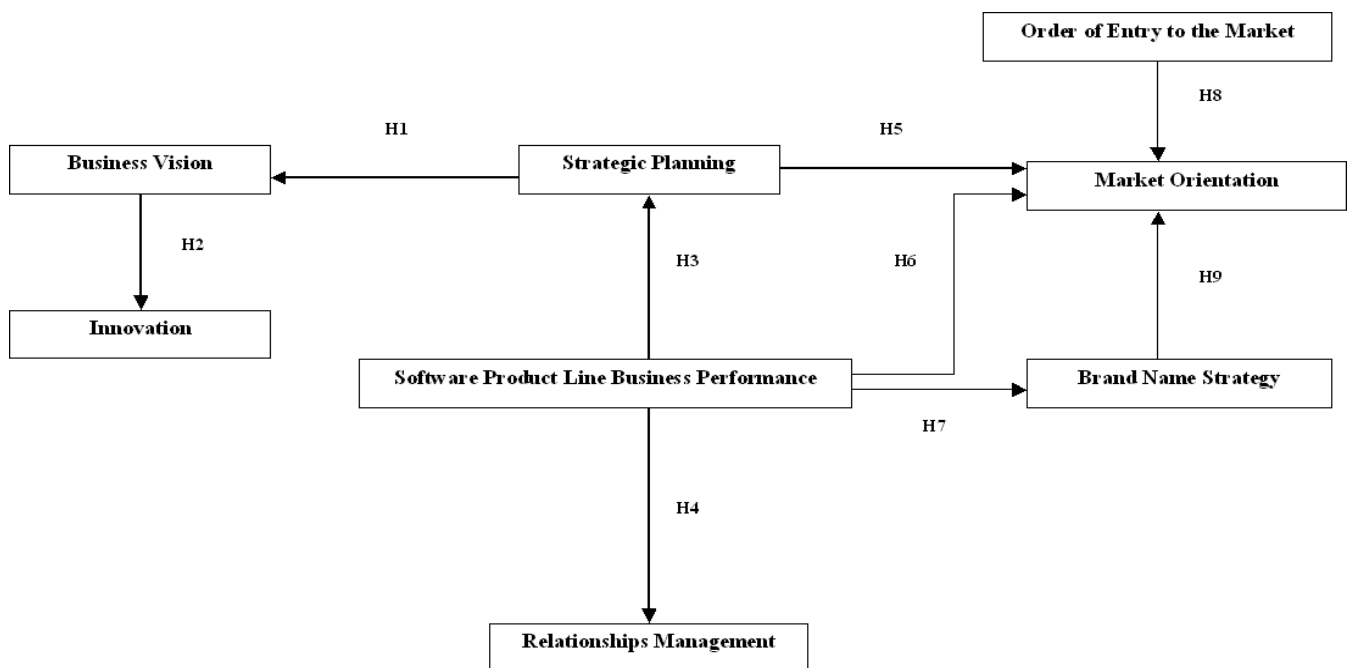 Order of Entry to the Market
H8
H1
H5
Business Vision
Strategic Planning
Market Orientation
H2
H3
H6
H9
Innovation
Software Product Line Business Performance
Brand Name Strategy
H7
H4
Relationships Management